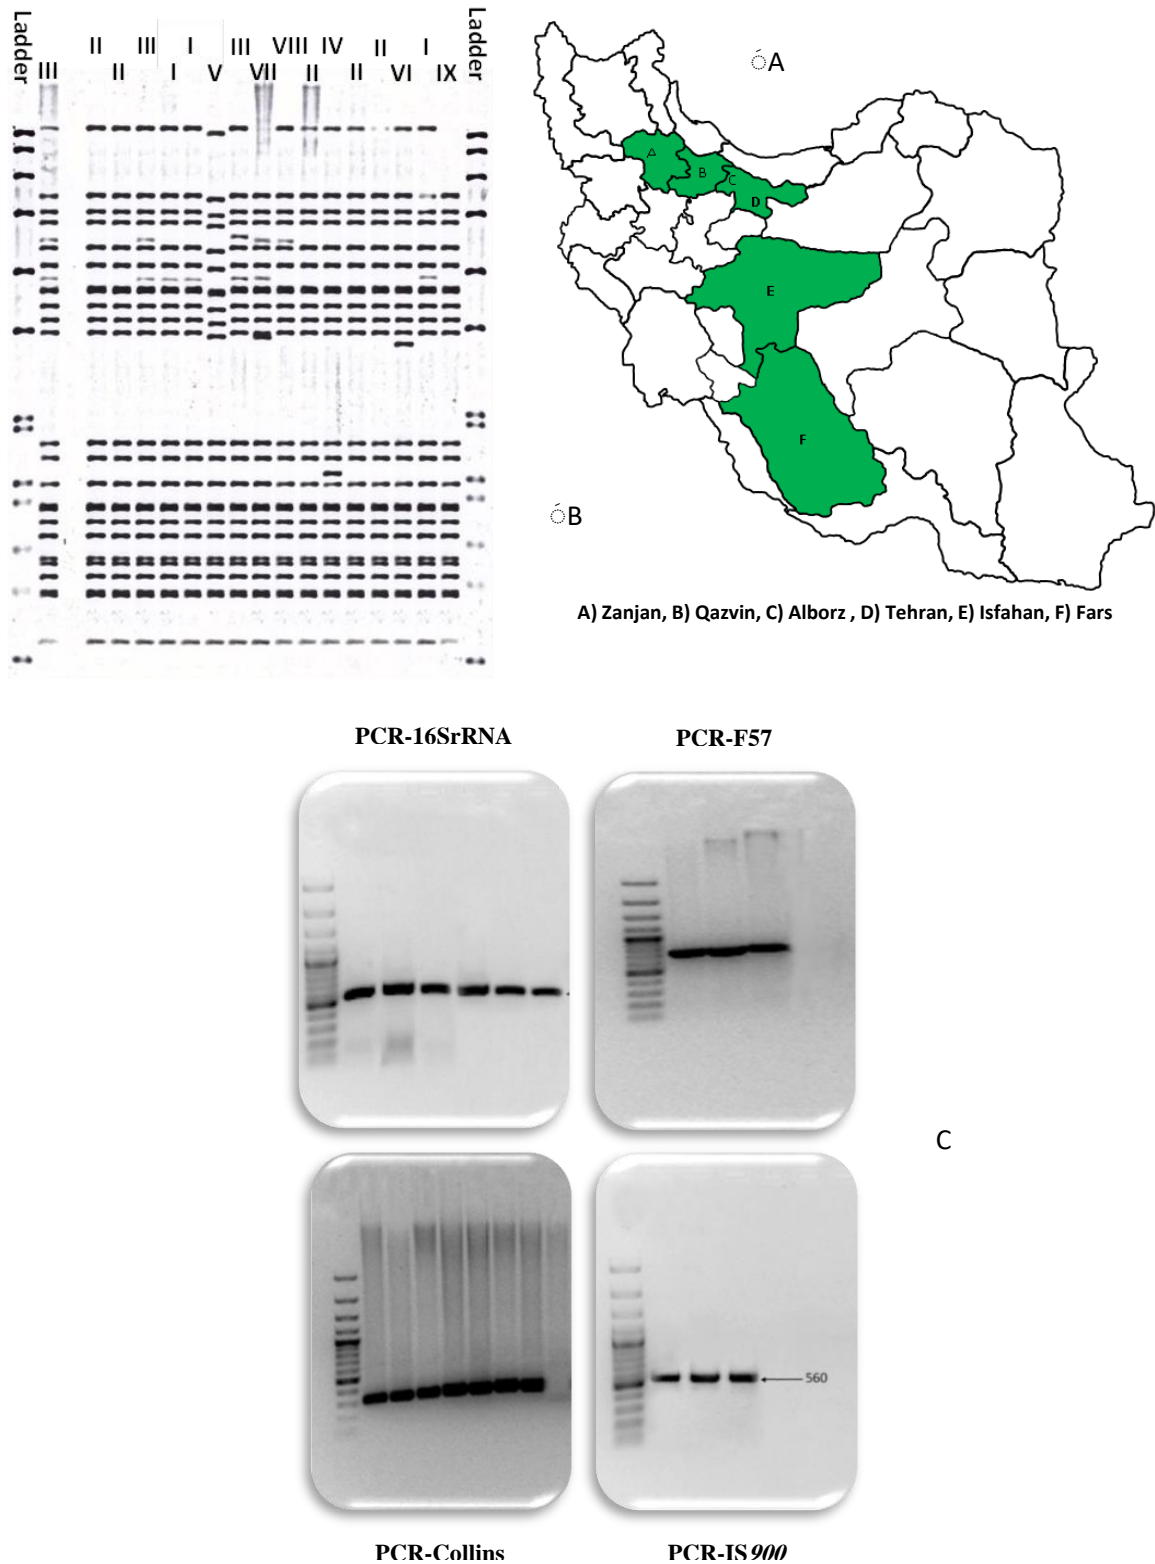 Ladder
II III I III VIII IV II I
Ladder
III II I V VII II II VI IX
A
A
B
C
D
E
F
B
A) Zanjan, B) Qazvin, C) Alborz , D) Tehran, E) Isfahan, F) Fars
PCR-16SrRNA
PCR-F57
C
560
PCR-Collins
PCR-IS900